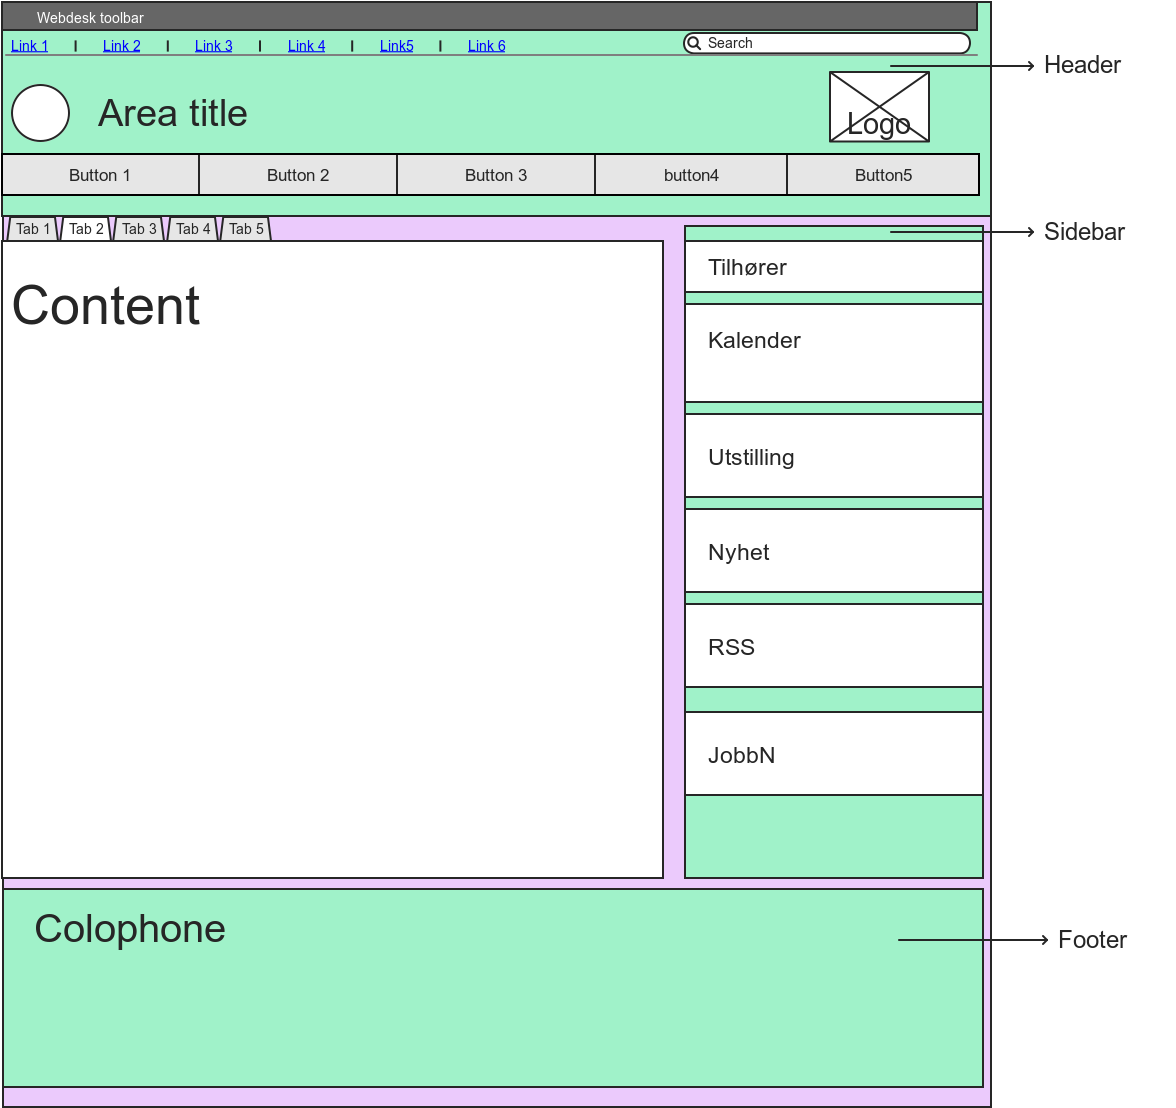 Webdesk toolbar
Link 1 Link 2 Link 3 Link 4 Link5 Link 6 Search
Header
Area title
Logo
Button 1 Button 2 Button 3 button4 Button5
Tab 1 Tab 2 Tab 3 Tab 4 Tab 5
Sidebar
Content
Tilhører
Kalender
Utstilling
Nyhet
RSS
JobbN
Colophone
Footer